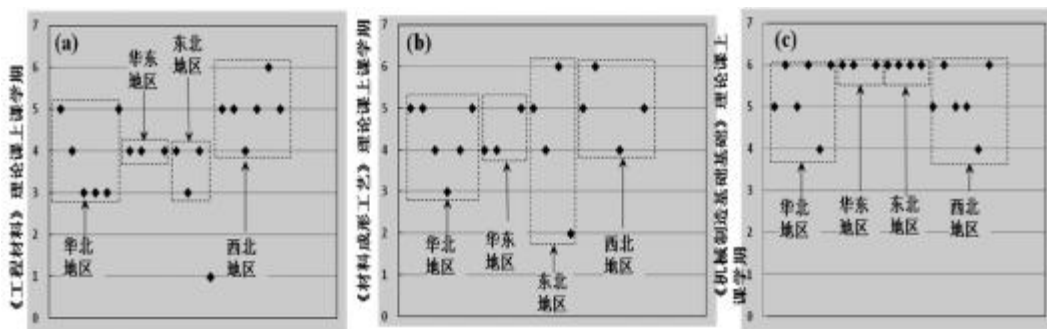 《工程材料》 理论课上课学期
7
6
5
4
3
2
1
0
(a)
华东
地区
东北
地区
华北
地区
西北
地区
《材料成形工艺》 理论课上课学期
7
6
5
4
3
2
1
0
(b)
华北
地区
华东
地区
东北
地区
西北
地区
《机械制造基础基础》 理论课上
课学期
7
6
5
4
3
2
1
0
(c)
华北
地区
华东
地区
东北
地区
西北
地区